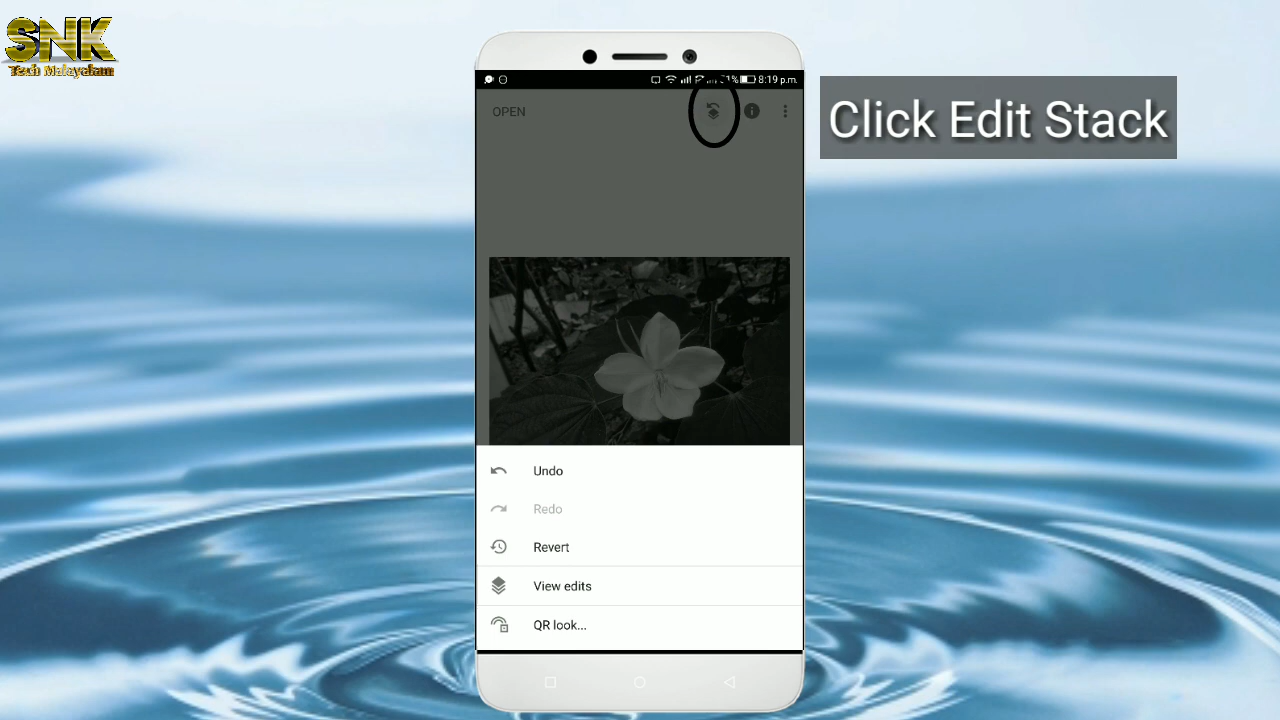 SNK
Tech Malayalam
8:19 p.m.
OPEN
Click Edit Stack
Undo
Redo
Revert
View edits
QR look...